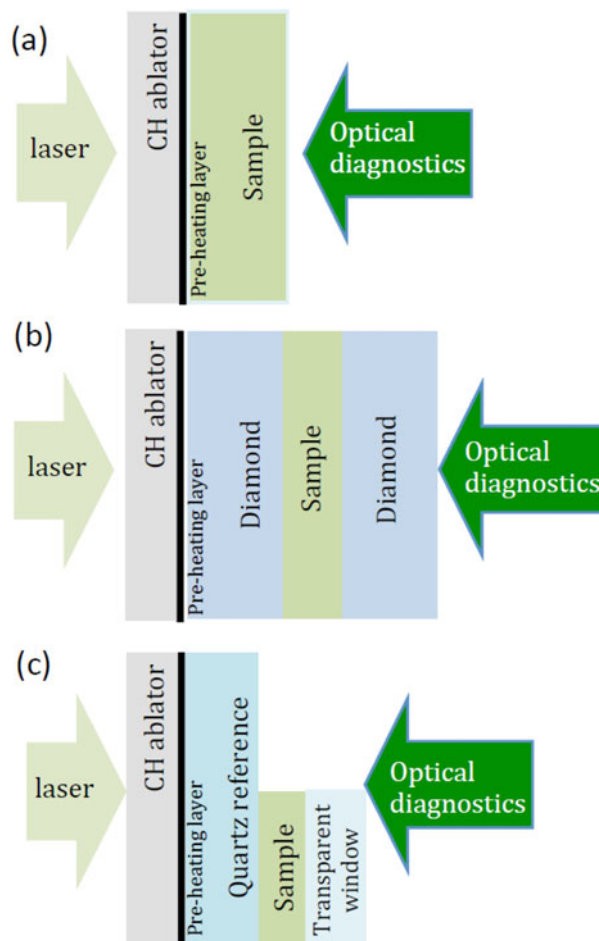 (a)
laser
CH ablator
Pre-heating layer
Sample
Optical
diagnostics
(b)
laser
CH ablator
Pre-heating layer
Diamond
Sample
Diamond
Optical
diagnostics
(c)
laser
CH ablator
Pre-heating layer
Quartz reference
Sample
Transparent
window
Optical
diagnostics